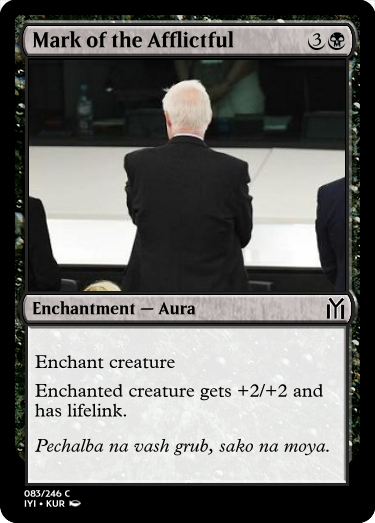 Mark of the Afflictful 3
Enchantment — Aura
Enchant creature
Enchanted creature gets +2/+2 and
has lifelink.
Pechalba na vash grub, sako na moya.
083/246 C
IYI • KUR